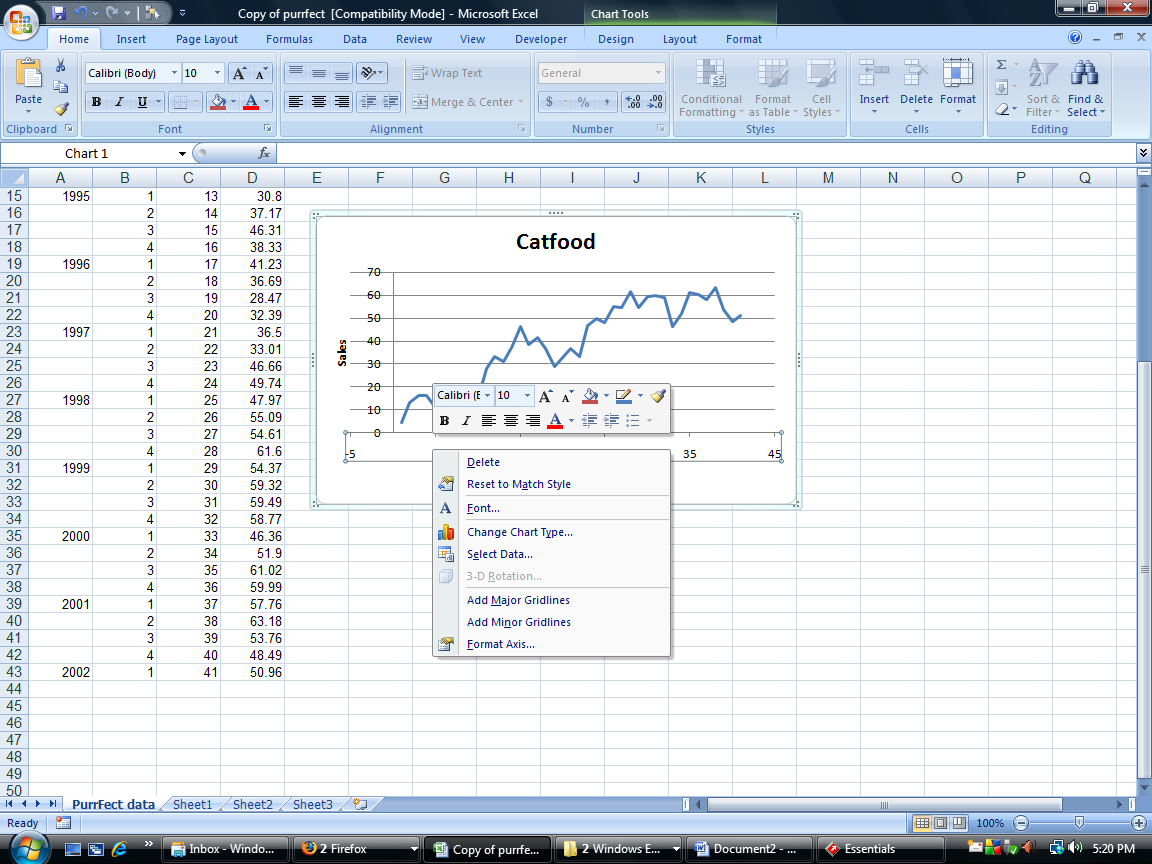 Copy of purrfect [Compatibility Mode] - Microsoft Excel
Chart Tools
Home Insert Page Layout Formulas Data Review View Developer Design Layout Format
Paste
Calibri (Body) 10
Wrap Text
General
Conditional Formatting
Format as Table
Cell Styles
Insert Delete Format
Sort & Filter
Find & Select
B I U
Merge & Center
$ % ,
Clipboard Font Alignment Number Styles Cells Editing
Chart 1
fx
A B C D E F G H I J K L M N O P Q
15 1995 1 13 30.8
16 2 14 37.17
17 3 15 46.31
18 4 16 38.33
19 1996 1 17 41.23
20 2 18 36.69
21 3 19 28.47
22 4 20 32.39
23 1997 1 21 36.5
24 2 22 33.01
25 3 23 46.66
26 4 24 49.74
27 1998 1 25 47.97
28 2 26 55.09
29 3 27 54.61
30 4 28 61.6
31 1999 1 29 54.37
32 2 30 59.32
33 3 31 59.49
34 4 32 58.77
35 2000 1 33 46.36
36 2 34 51.9
37 3 35 61.02
38 4 36 59.99
39 2001 1 37 57.76
40 2 38 63.18
41 3 39 53.76
42 4 40 48.49
43 2002 1 41 50.96
44
45
46
47
48
49
50
Catfood
Sales
70
60
50
40
30
20
10
0
-5 35 45
Calibri (E 10
B I
Delete
Reset to Match Style
Font...
Change Chart Type...
Select Data...
3-D Rotation...
Add Major Gridlines
Add Minor Gridlines
Format Axis...
PurrFect data Sheet1 Sheet2 Sheet3
Ready
100%
Inbox - Windo...
2 Firefox
Copy of purrfe...
2 Windows E...
Document2 - ...
Essentials
5:20 PM